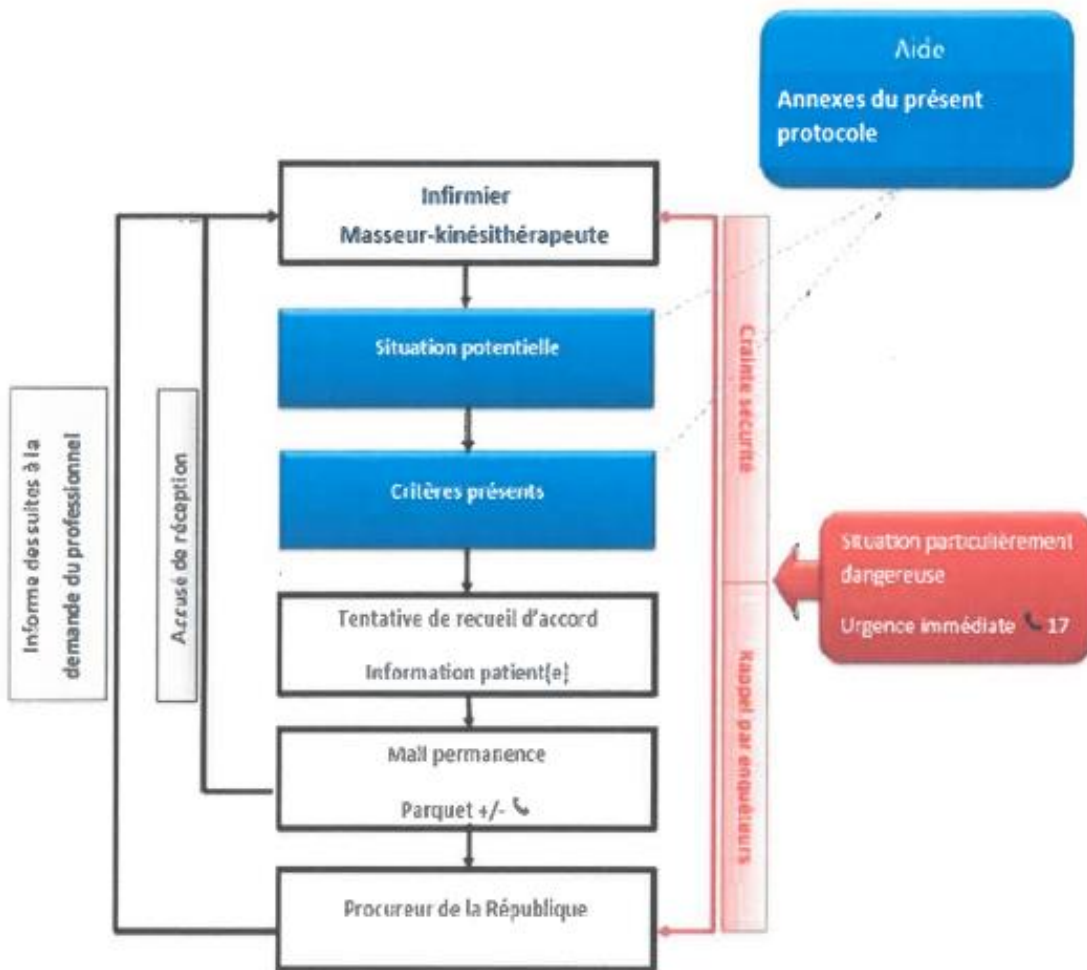 Aide
Annexes du présent
protocole
Infirmier
Masseur-kinésithérapeute
Situation potentielle
Critères présents
Tentative de recueil d'accord
Information patient(e)
Mail permanence
Parquet +/-
Procureur de la République
Informe des suites à la
demande du professionnel
Accusé de réception
Crainte sécurité
Rappel par enquêteurs
Situation particulièrement
dangereuse
Urgence immédiate 📞 17